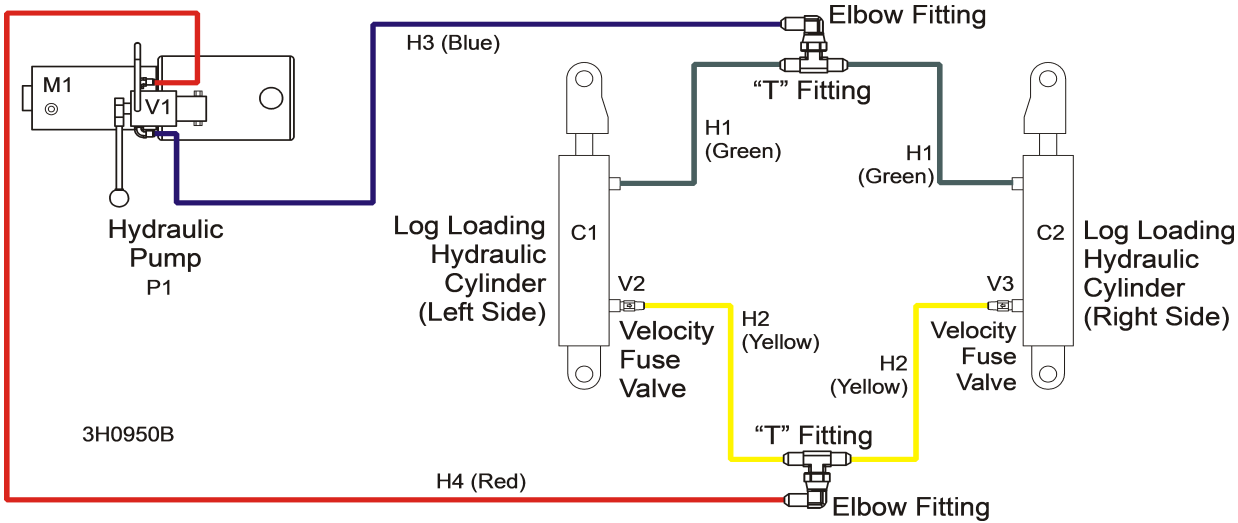 Elbow Fitting
H3 (Blue)
M1
V1
“T” Fitting
H1
(Green)
H1
(Green)
Hydraulic
Pump
P1
Log Loading
Hydraulic
Cylinder
(Left Side)
C1
C2
Log Loading
Hydraulic
Cylinder
(Right Side)
V2
V3
Velocity
Fuse
Valve
H2
(Yellow)
Velocity
Fuse
Valve
H2
(Yellow)
3H0950B
“T” Fitting
H4 (Red)
Elbow Fitting